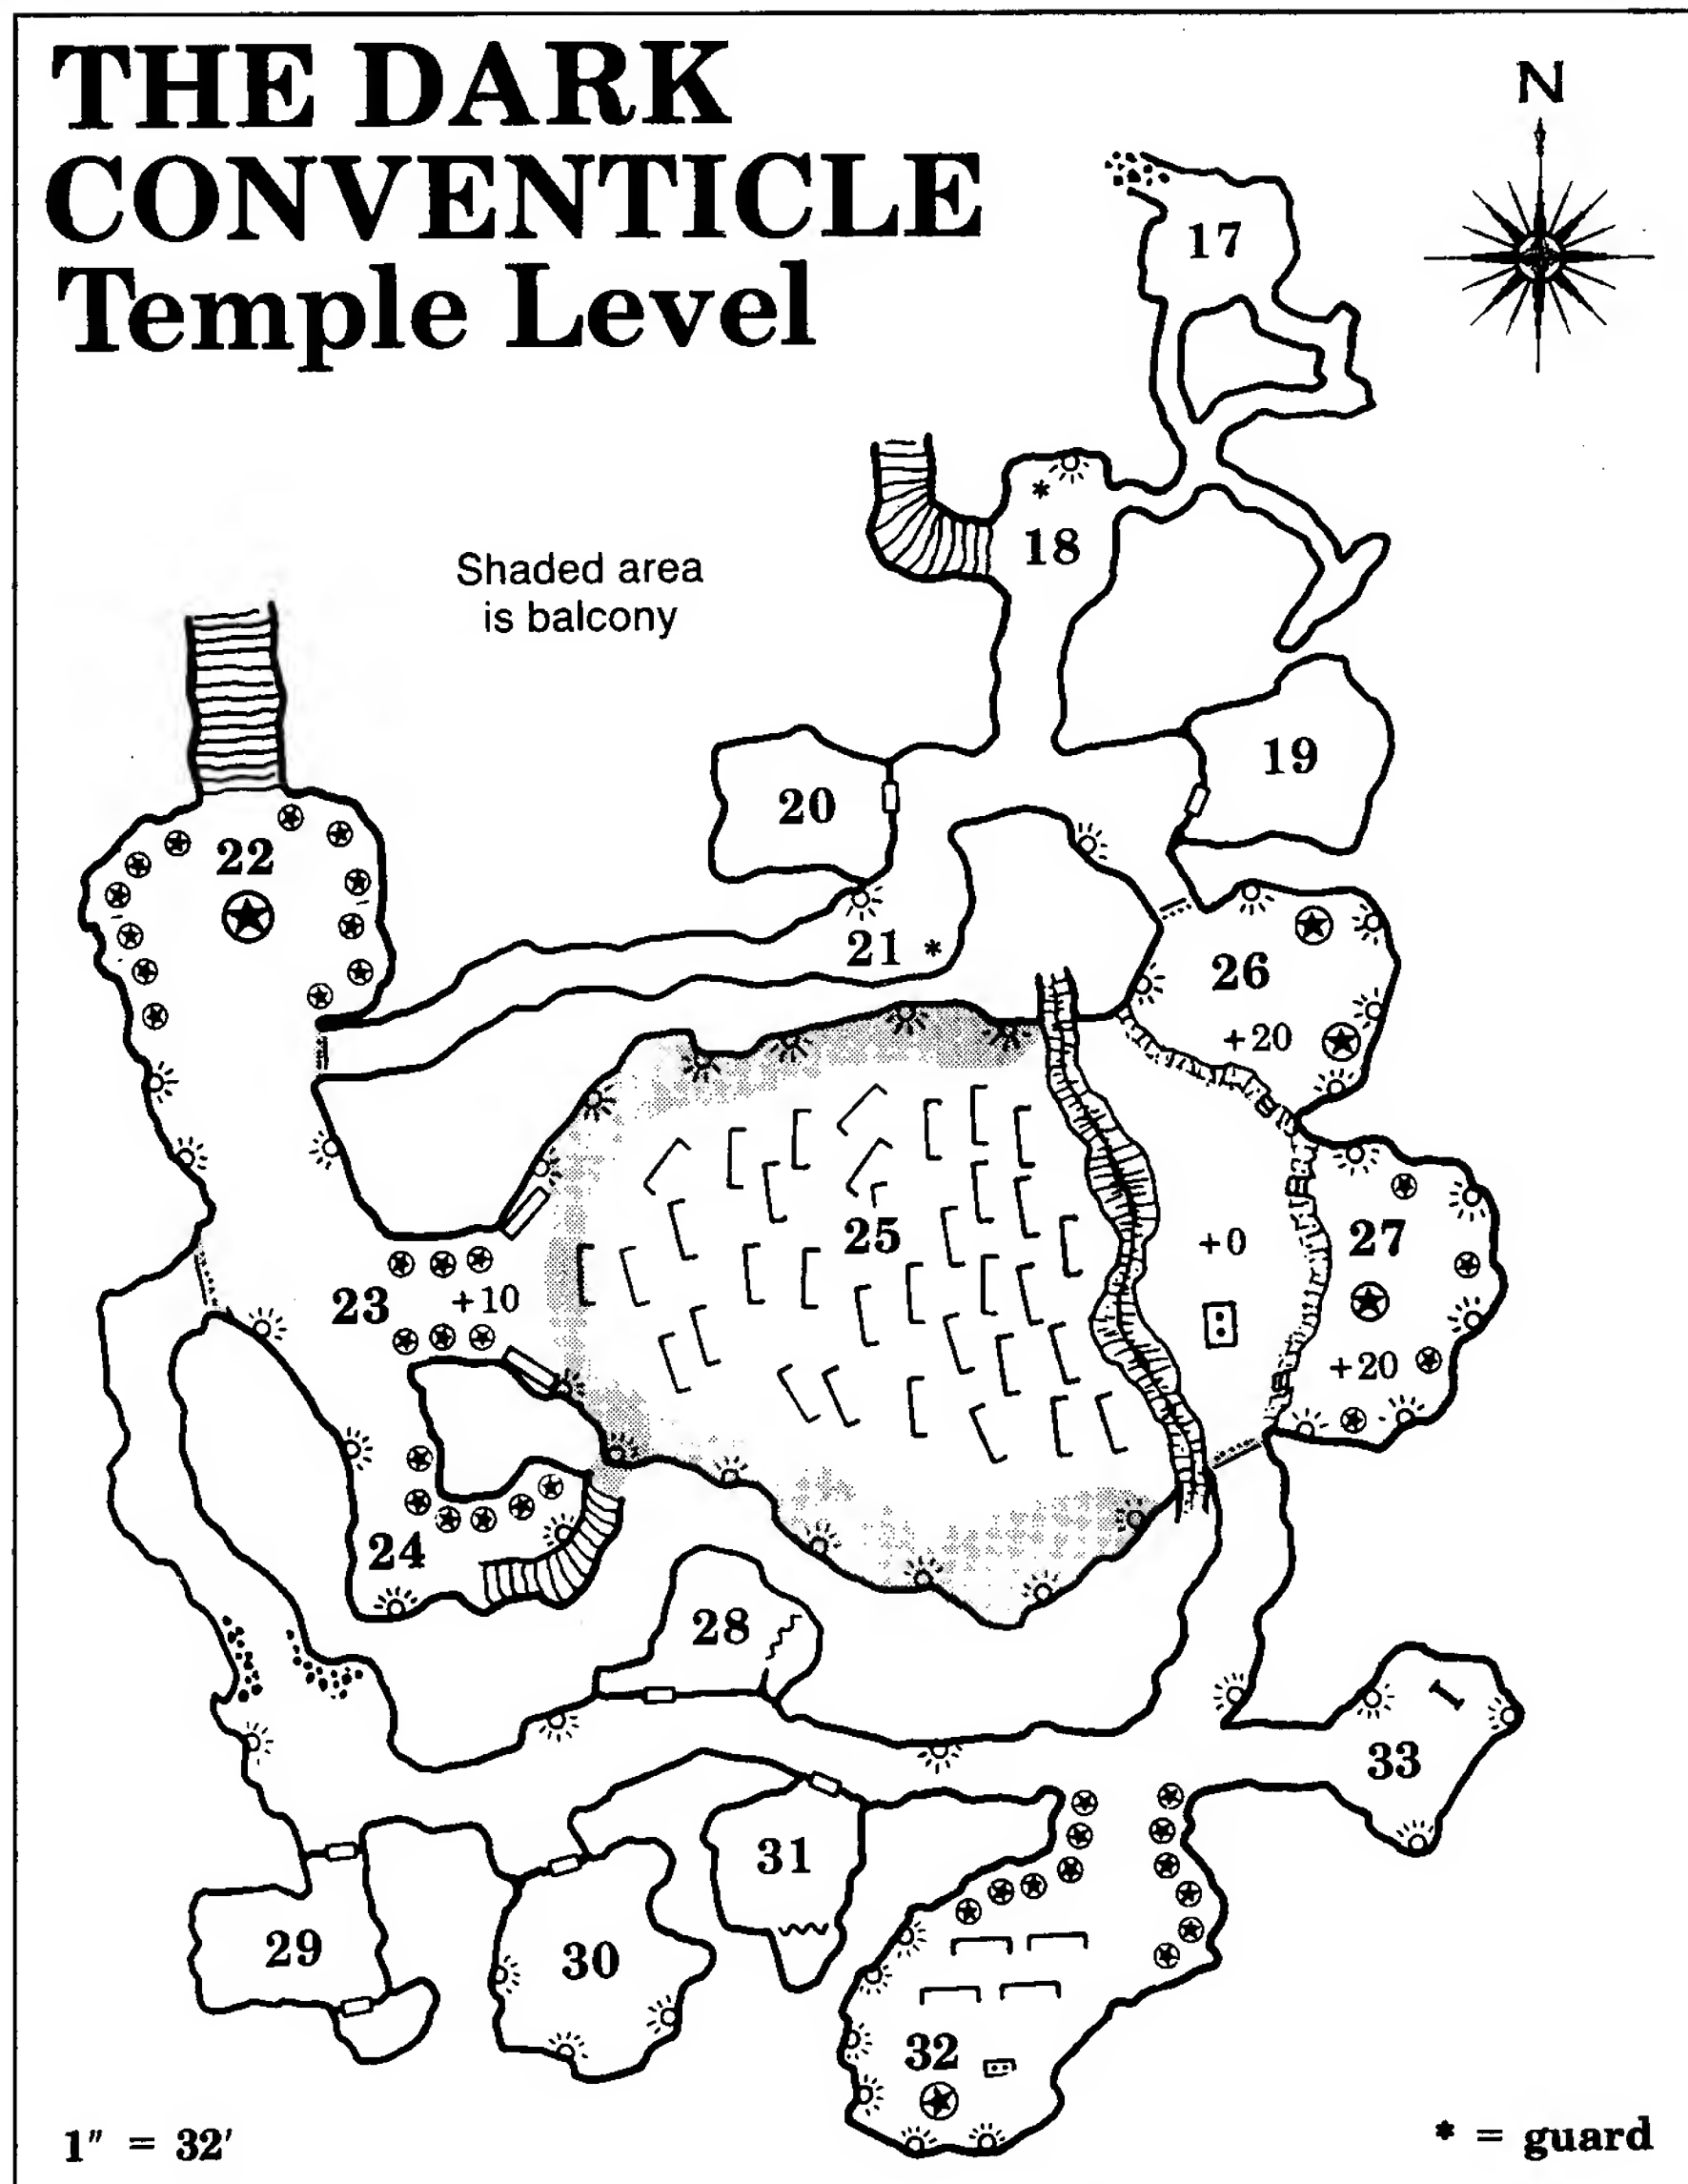 THE DARK
CONVENTICLE
Temple Level
N
17
18
Shaded area
is balcony
19
20
22
21 *
26
+20
25
27
+0
23 +10
+20
24
28
33
31
29
30
32
1" = 32'
* = guard